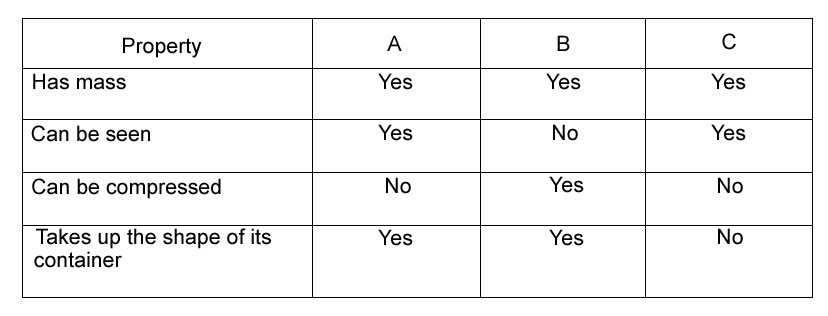 Property A B C
Has mass Yes Yes Yes
Can be seen Yes No Yes
Can be compressed No Yes No
Takes up the shape of its Yes Yes No
container